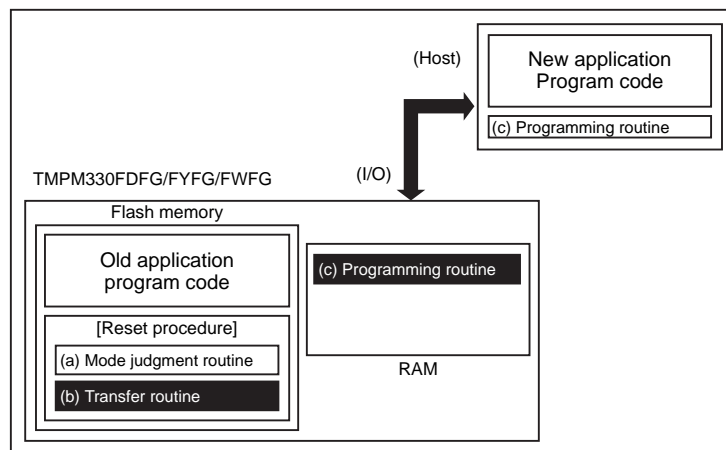 (Host)
New application
Program code
(c) Programming routine
(I/O)
TMPM330FDFG/FYFG/FWFG
Flash memory
Old application
program code
[Reset procedure]
(a) Mode judgment routine
(b) Transfer routine
(c) Programming routine
RAM